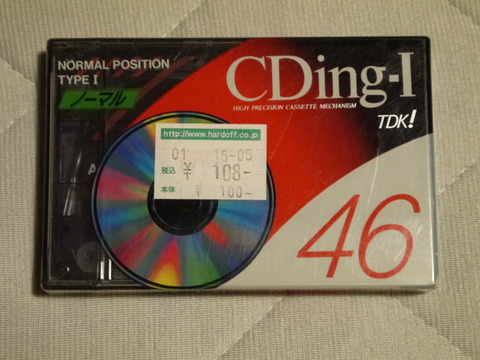 NORMAL POSITION
TYPE I
ノーマル
CDing-I
HIGH PRECISION CASSETTE MECHANISM
TDK!
http://www.hardoff.co.jp
01 15-05
税込 ¥ 108-
本体 ¥ 100-
A
46